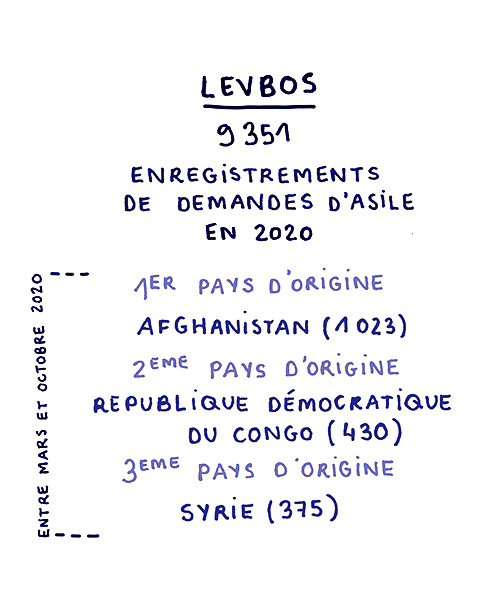 LEVBOS
9 351
ENREGISTREMENTS
DE DEMANDES D'ASILE
EN 2020
1ER PAYS D'ORIGINE
AFGHANISTAN (1 023)
2EME PAYS D'ORIGINE
REPUBLIQUE DÉMOCRATIQUE
DU CONGO (430)
3EME PAYS D'ORIGINE
SYRIE (375)
ENTRE MARS ET OCTOBRE 2020